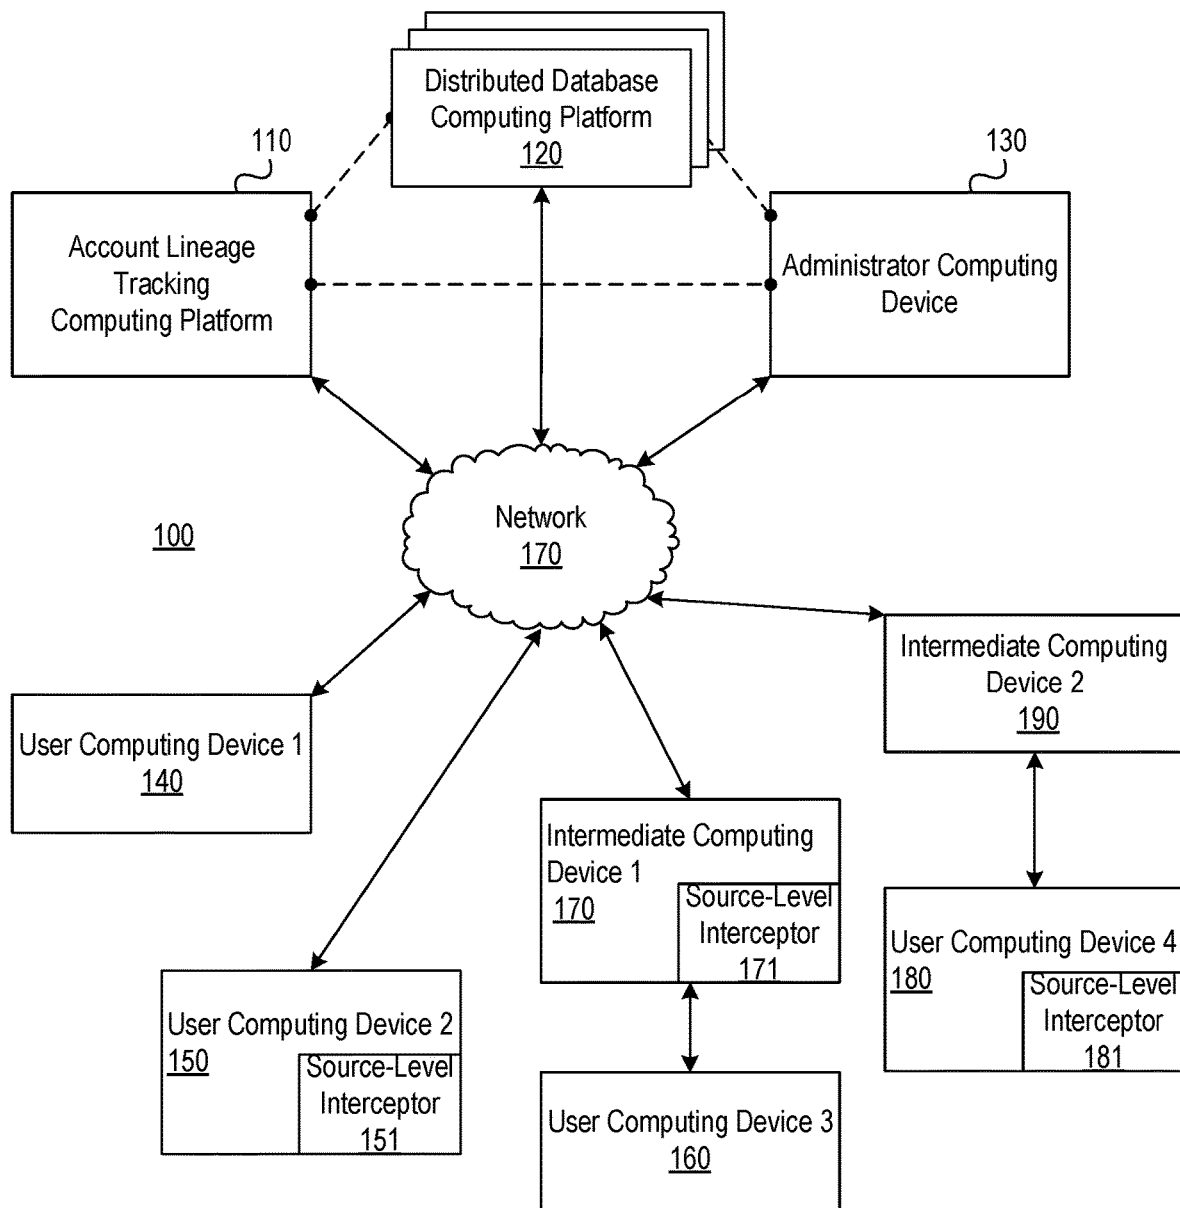 Distributed Database
Computing Platform
120
110
130
Account Lineage
Tracking
Computing Platform
Administrator Computing
Device
100
Network
170
Intermediate Computing
Device 2
190
User Computing Device 1
140
Intermediate Computing
Device 1
170
Source-Level
Interceptor
171
User Computing Device 4
180
Source-Level
Interceptor
181
User Computing Device 2
150
Source-Level
Interceptor
151
User Computing Device 3
160